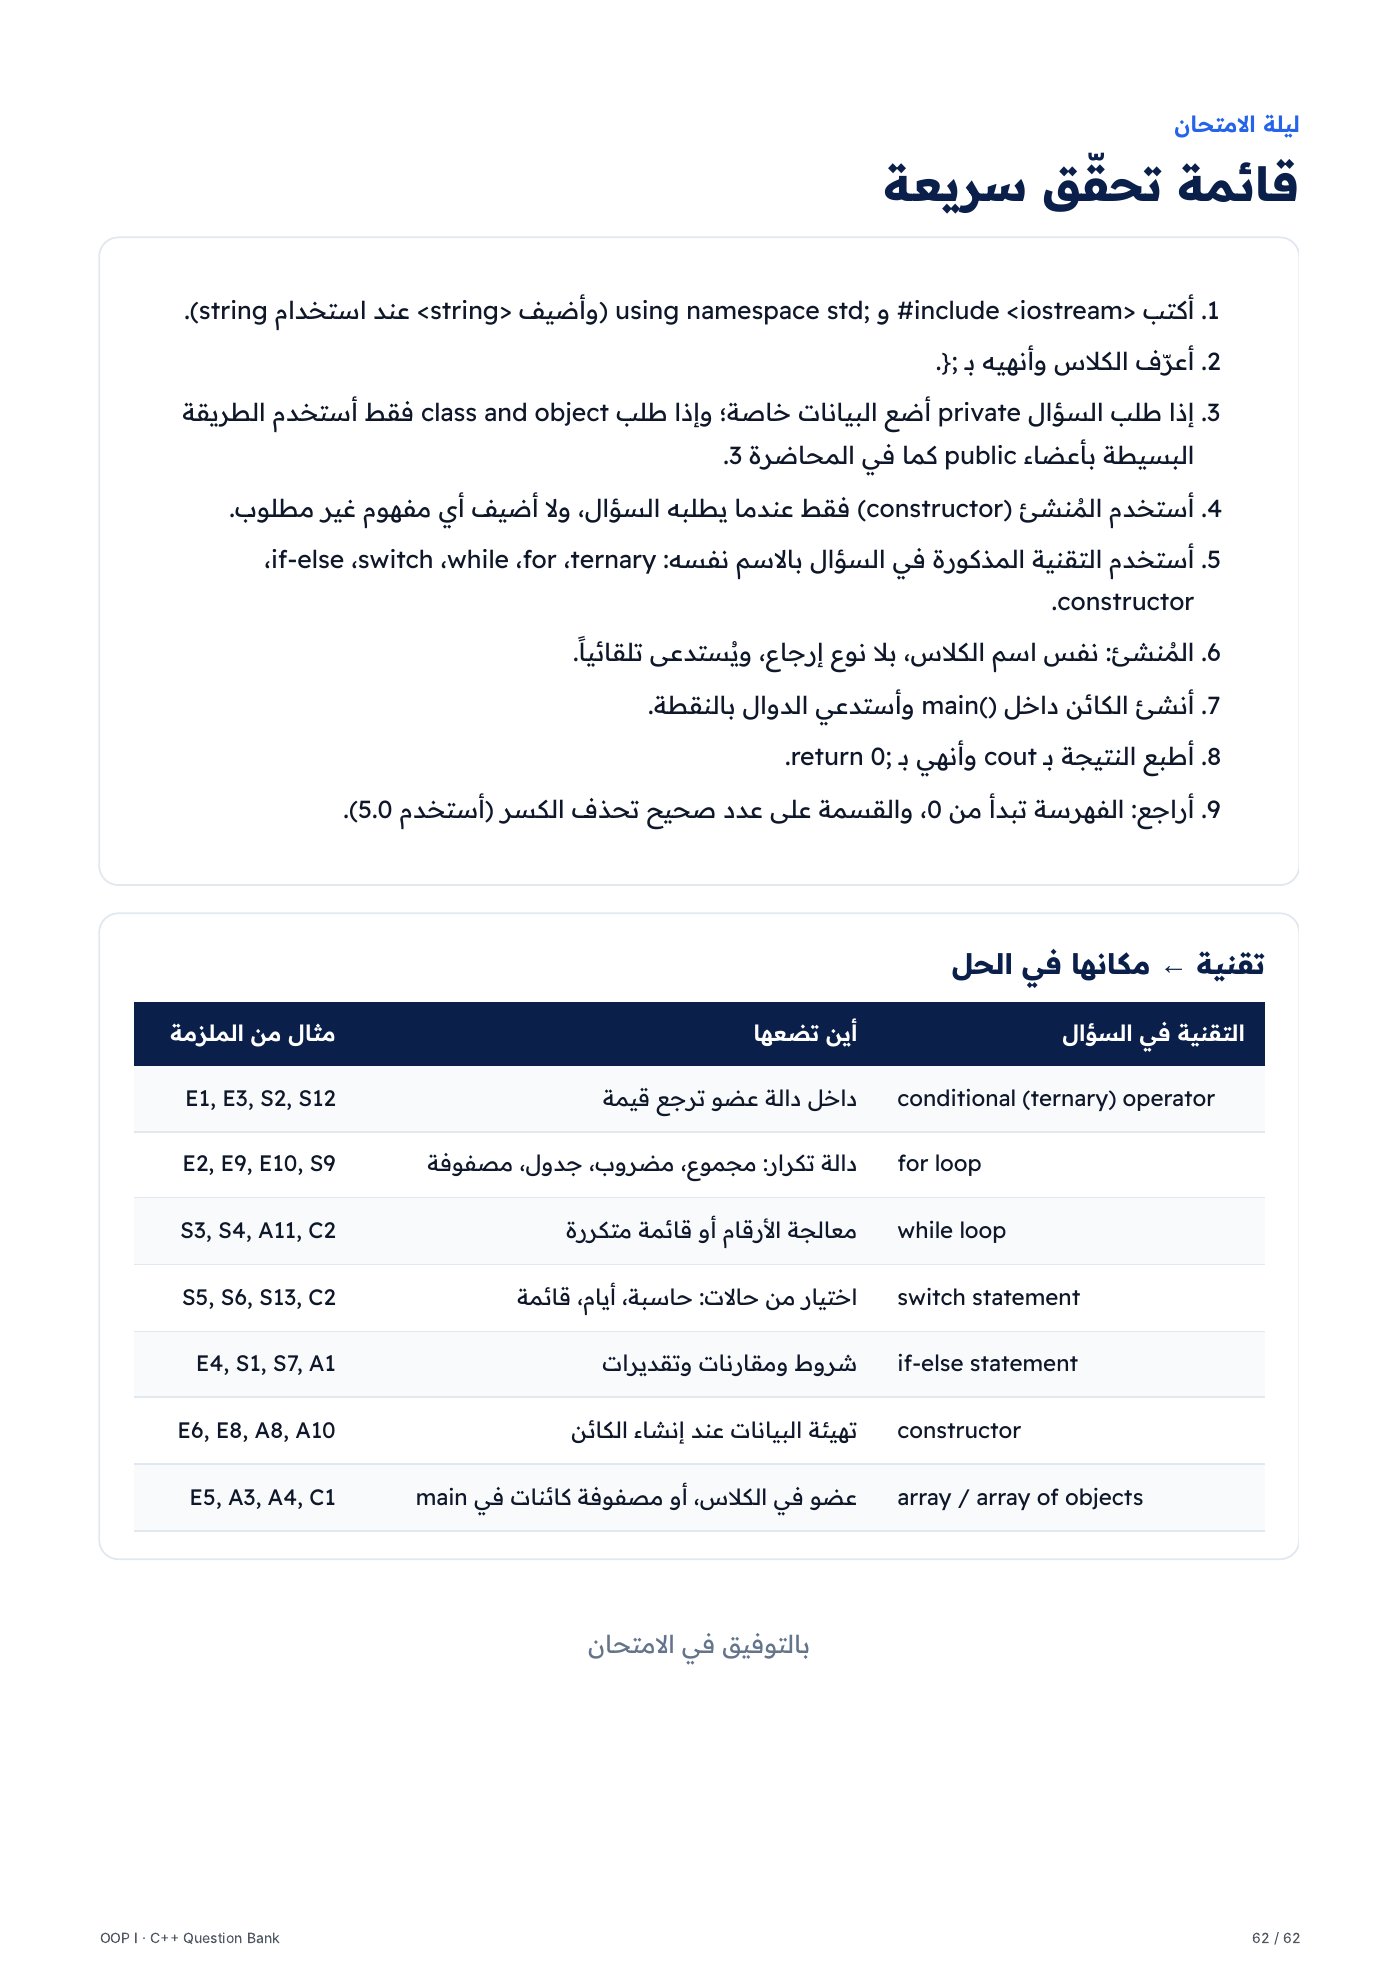 ليلة الامتحان
قائمة تحقّق سريعة
1. أكتب #include <iostream> و using namespace std; (وأضيف <string> عند استخدام string).
2. أعرّف الكلاس وأنهيه بـ };.
3. إذا طلب السؤال private أضع البيانات خاصة؛ وإذا طلب class and object فقط أستخدم الطريقة
البسيطة بأعضاء public كما في المحاضرة 3.
4. أستخدم المُنشئ (constructor) فقط عندما يطلبه السؤال، ولا أضيف أي مفهوم غير مطلوب.
5. أستخدم التقنية المذكورة في السؤال بالاسم نفسه: ternary، for، while، switch، if-else،
constructor.
6. المُنشئ: نفس اسم الكلاس، بلا نوع إرجاع، ويُستدعى تلقائياً.
7. أنشئ الكائن داخل main() وأستدعي الدوال بالنقطة.
8. أطبع النتيجة بـ cout وأنهي بـ return 0;.
9. أراجع: الفهرسة تبدأ من 0، والقسمة على عدد صحيح تحذف الكسر (أستخدم 5.0).
تقنية ← مكانها في الحل
التقنية في السؤال أين تضعها مثال من الملزمة
conditional (ternary) operator داخل دالة عضو ترجع قيمة E1, E3, S2, S12
for loop دالة تكرار: مجموع، مضروب، جدول، مصفوفة E2, E9, E10, S9
while loop معالجة الأرقام أو قائمة متكررة S3, S4, A11, C2
switch statement اختيار من حالات: حاسبة، أيام، قائمة S5, S6, S13, C2
if-else statement شروط ومقارنات وتقديرات E4, S1, S7, A1
constructor تهيئة البيانات عند إنشاء الكائن E6, E8, A8, A10
array / array of objects عضو في الكلاس، أو مصفوفة كائنات في main E5, A3, A4, C1
بالتوفيق في الامتحان
OOP I · C++ Question Bank 62 / 62